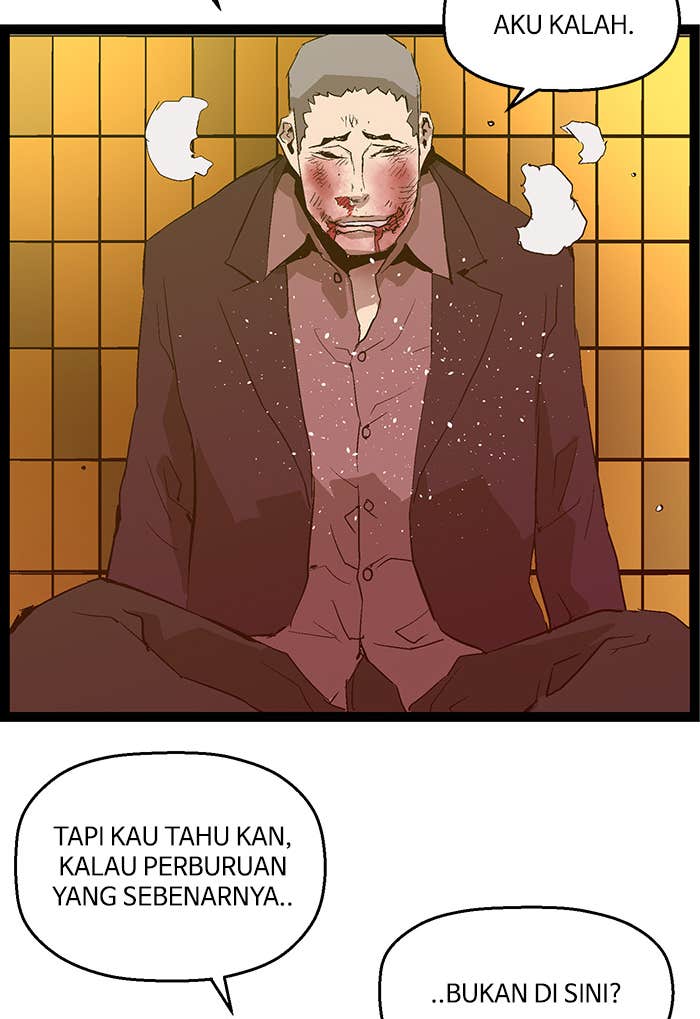 AKU KALAH.
TAPI KAU TAHU KAN,
KALAU PERBURUAN
YANG SEBENARNYA..
..BUKAN DI SINI?